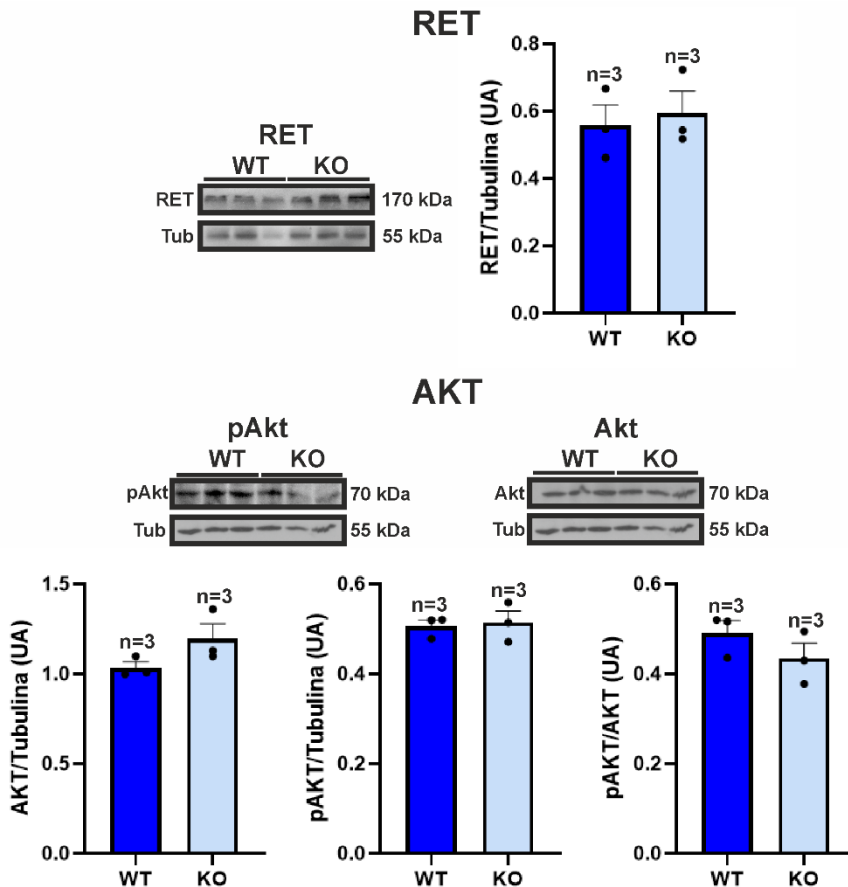 RET
RET
WT KO
RET 170 kDa
Tub 55 kDa
0.8
0.6
0.4
0.2
0.0
RET/Tubulina (UA)
n=3 n=3
WT KO
AKT
pAkt
WT KO
pAkt 70 kDa
Tub 55 kDa
Akt
WT KO
Akt 70 kDa
Tub 55 kDa
1.5
1.0
0.5
0.0
AKT/Tubulina (UA)
n=3 n=3
WT KO
0.6
0.4
0.2
0.0
pAKT/Tubulina (UA)
n=3 n=3
WT KO
0.6
0.4
0.2
0.0
pAKT/AKT (UA)
n=3 n=3
WT KO